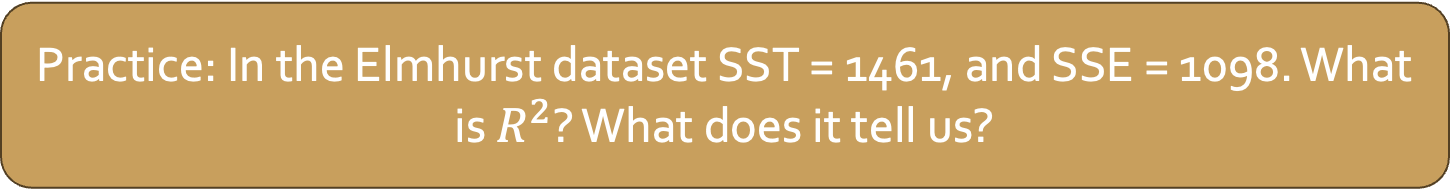 Practice: In the Elmhurst dataset SST = 1461, and SSE = 1098. What
is 𝑅²? What does it tell us?